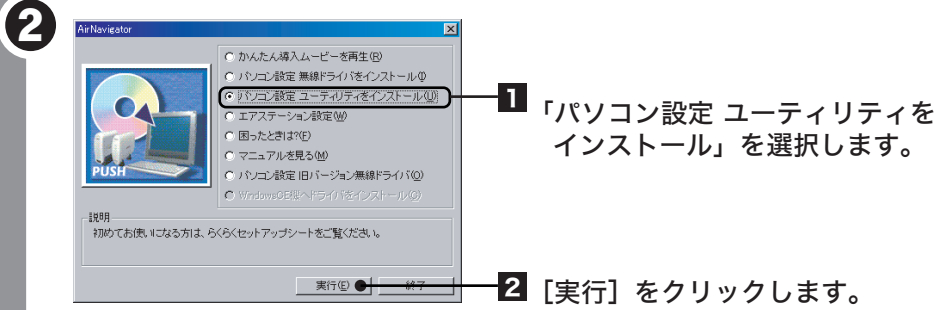 2
AirNavigator
かんたん導入ムービーを再生(R)
パソコン設定 無線ドライバをインストール(I)
パソコン設定 ユーティリティをインストール(U)
エアステーション設定(W)
困ったときは?(F)
マニュアルを見る(M)
パソコン設定 旧バージョン無線ドライバ(O)
WindowsCE機へドライバをインストール(C)
PUSH
説明
初めてお使いになる方は、らくらくセットアップシートをご覧ください。
実行(E)
終了
1
「パソコン設定 ユーティリティを
インストール」を選択します。
2
[実行]をクリックします。